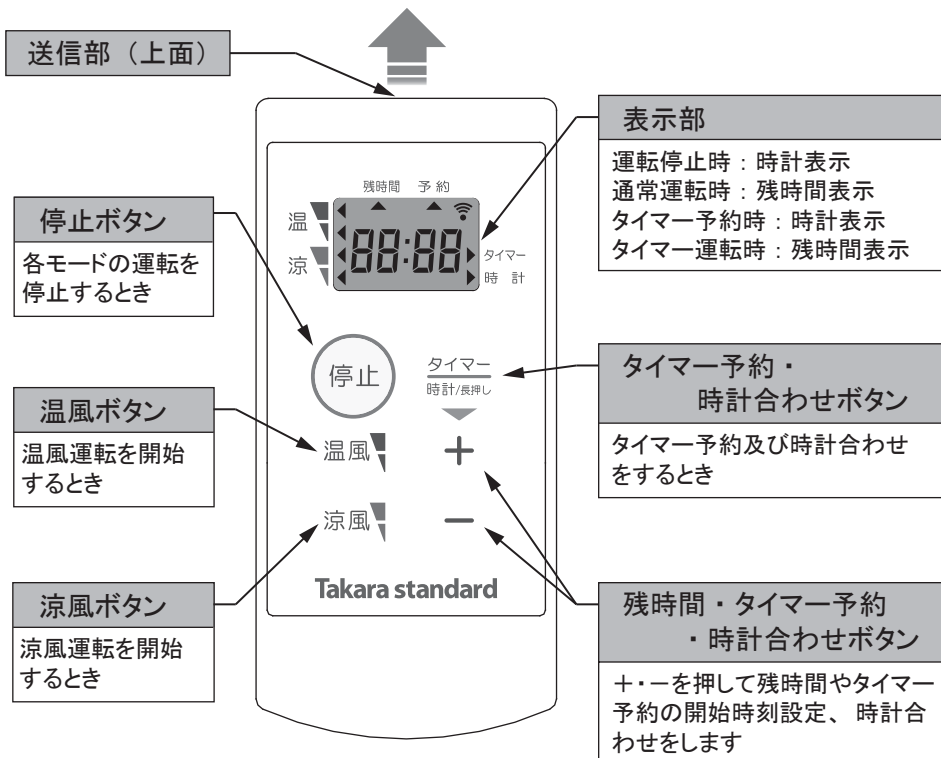 送信部（上面）
表示部
運転停止時：時計表示
通常運転時：残時間表示
タイマー予約時：時計表示
タイマー運転時：残時間表示
停止ボタン
各モードの運転を
停止するとき
残時間 予約
温
涼
88:88
タイマー
時計
停止
タイマー
時計/長押し
タイマー予約・
時計合わせボタン
タイマー予約及び時計合わせ
をするとき
温風ボタン
温風運転を開始
するとき
温風
＋
涼風
－
Takara standard
涼風ボタン
涼風運転を開始
するとき
残時間・タイマー予約
・時計合わせボタン
＋・－を押して残時間やタイマー
予約の開始時刻設定、時計合
わせをします